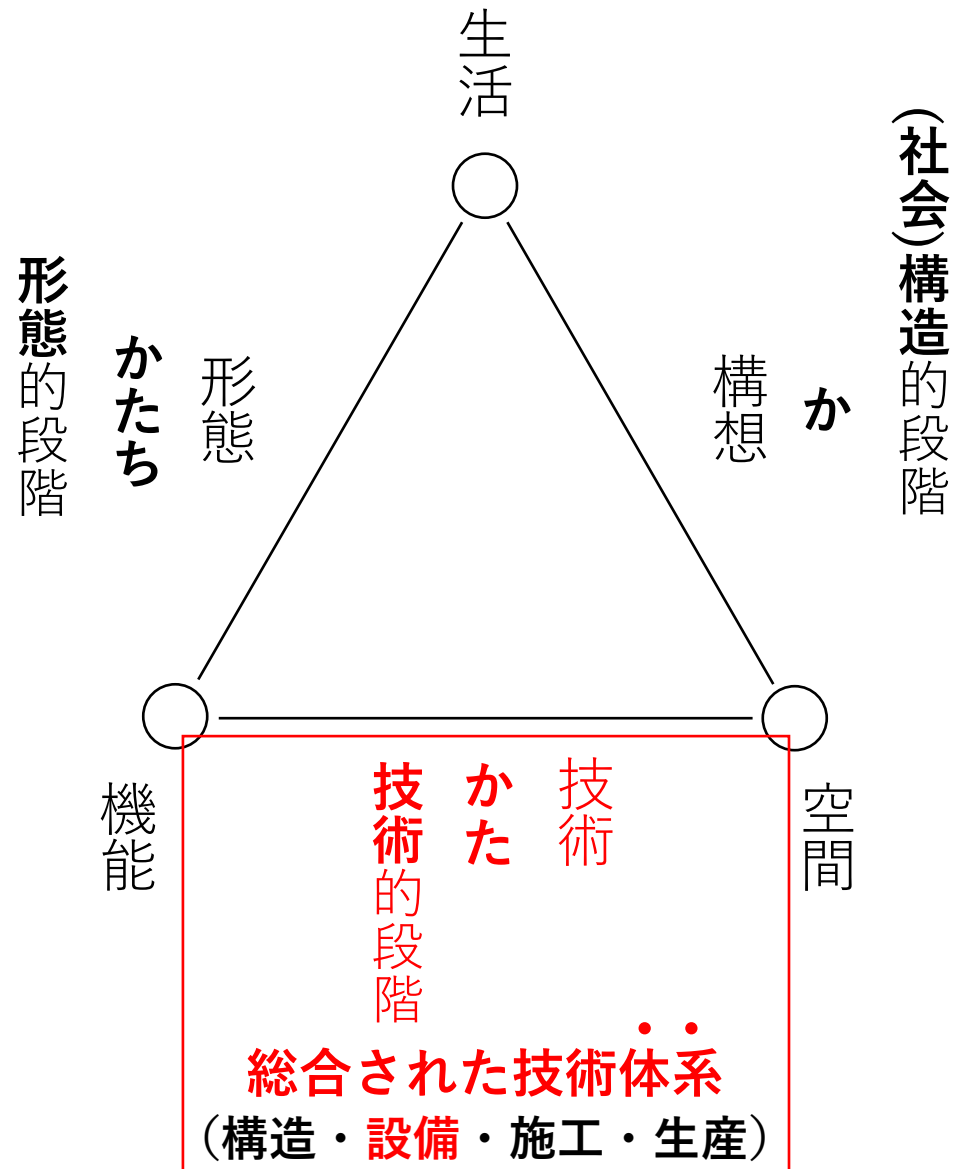 生活
(社会)構造的段階
か
構想
形態
かたち
形態的段階
機能
空間
技術
かた
技術的段階
総合された技術体系
(構造・設備・施工・生産)